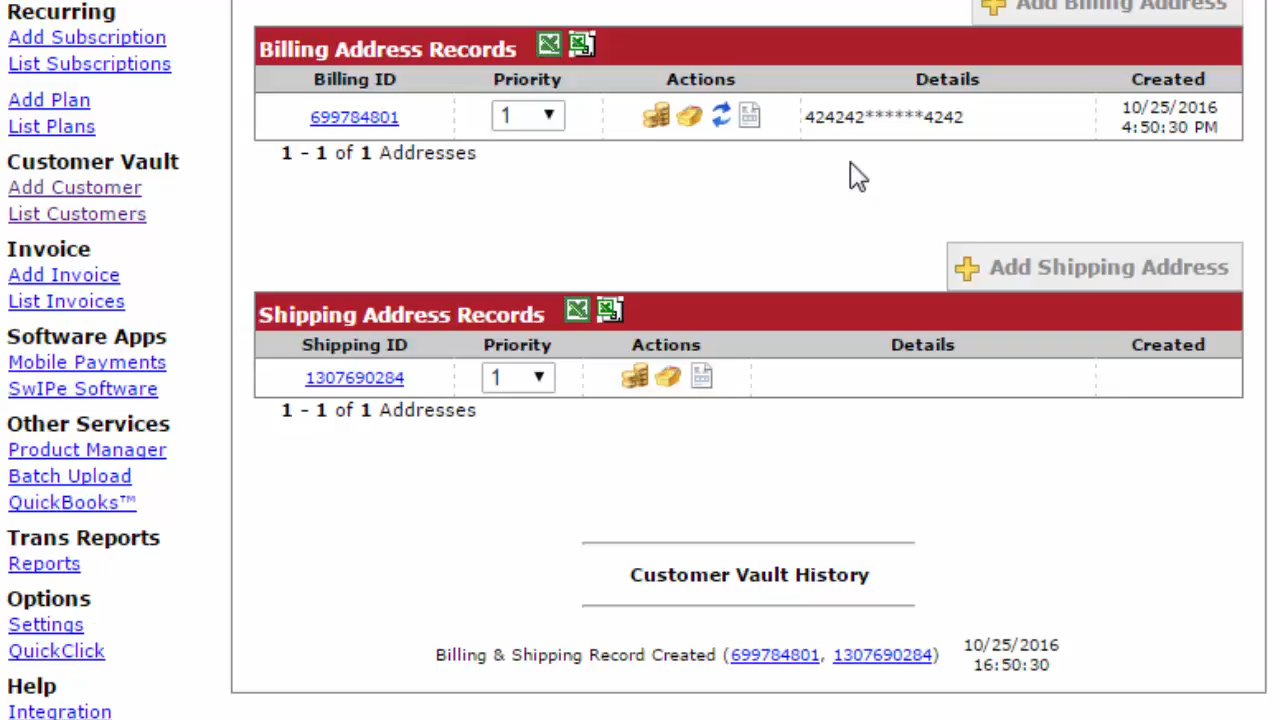 Recurring
Add Subscription
List Subscriptions
Add Plan
List Plans
Customer Vault
Add Customer
List Customers
Invoice
Add Invoice
List Invoices
Software Apps
Mobile Payments
SwIPe Software
Other Services
Product Manager
Batch Upload
QuickBooks™
Trans Reports
Reports
Options
Settings
QuickClick
Help
Integration
Add Billing Address
Billing Address Records
Billing ID Priority Actions Details Created
699784801 1 424242******4242 10/25/2016
4:50:30 PM
1 - 1 of 1 Addresses
Add Shipping Address
Shipping Address Records
Shipping ID Priority Actions Details Created
1307690284 1
1 - 1 of 1 Addresses
Customer Vault History
Billing & Shipping Record Created (699784801, 1307690284) 10/25/2016
16:50:30